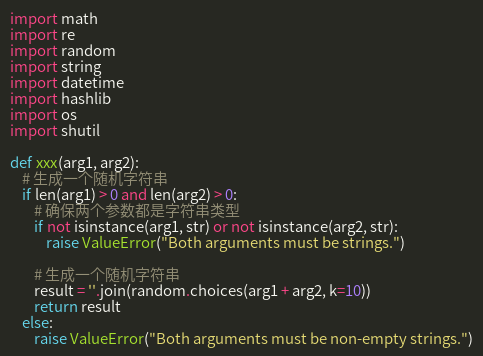 import math
import re
import random
import string
import datetime
import hashlib
import os
import shutil

def xxx(arg1, arg2):
    # 生成一个随机字符串
    if len(arg1) > 0 and len(arg2) > 0:
        # 确保两个参数都是字符串类型
        if not isinstance(arg1, str) or not isinstance(arg2, str):
            raise ValueError("Both arguments must be strings.")

        # 生成一个随机字符串
        result = ''.join(random.choices(arg1 + arg2, k=10))
        return result
    else:
        raise ValueError("Both arguments must be non-empty strings.")